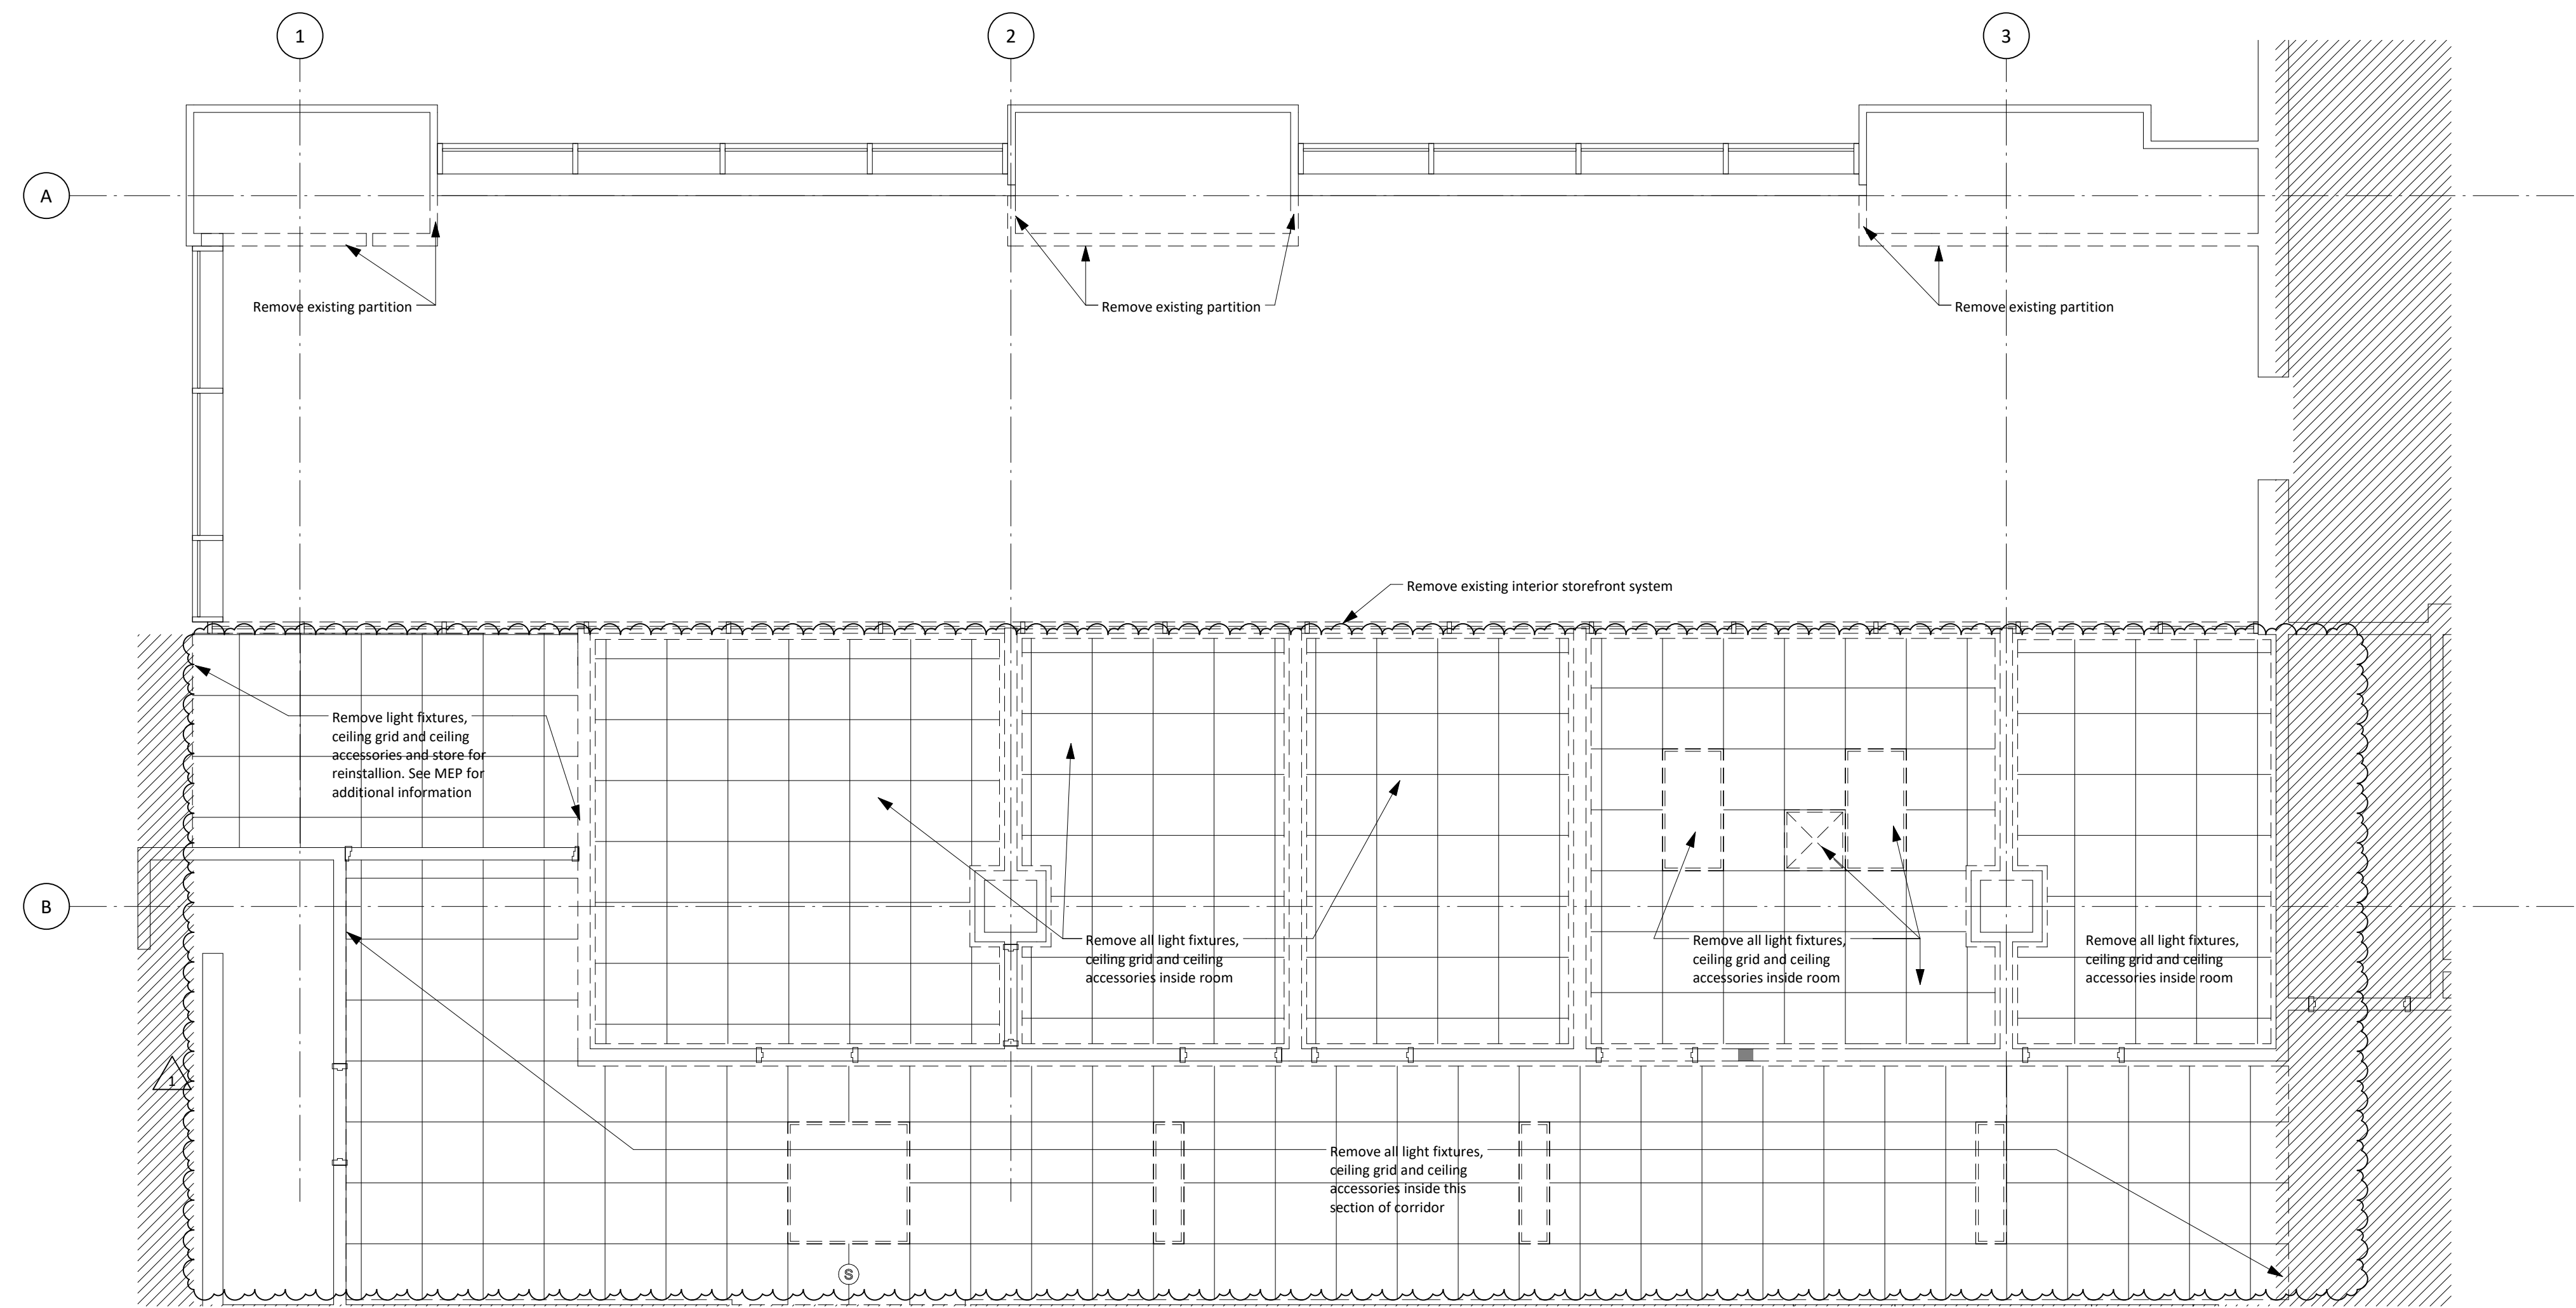 1
2
3
A
Remove existing partition
Remove existing partition
Remove existing partition
Remove existing interior storefront system
Remove light fixtures,
ceiling grid and ceiling
accessories and store for
reinstallion. See MEP for
additional information
B
Remove all light fixtures,
ceiling grid and ceiling
accessories inside room
Remove all light fixtures,
ceiling grid and ceiling
accessories inside room
Remove all light fixtures,
ceiling grid and ceiling
accessories inside room
1
Remove all light fixtures,
ceiling grid and ceiling
accessories inside this
section of corridor
S